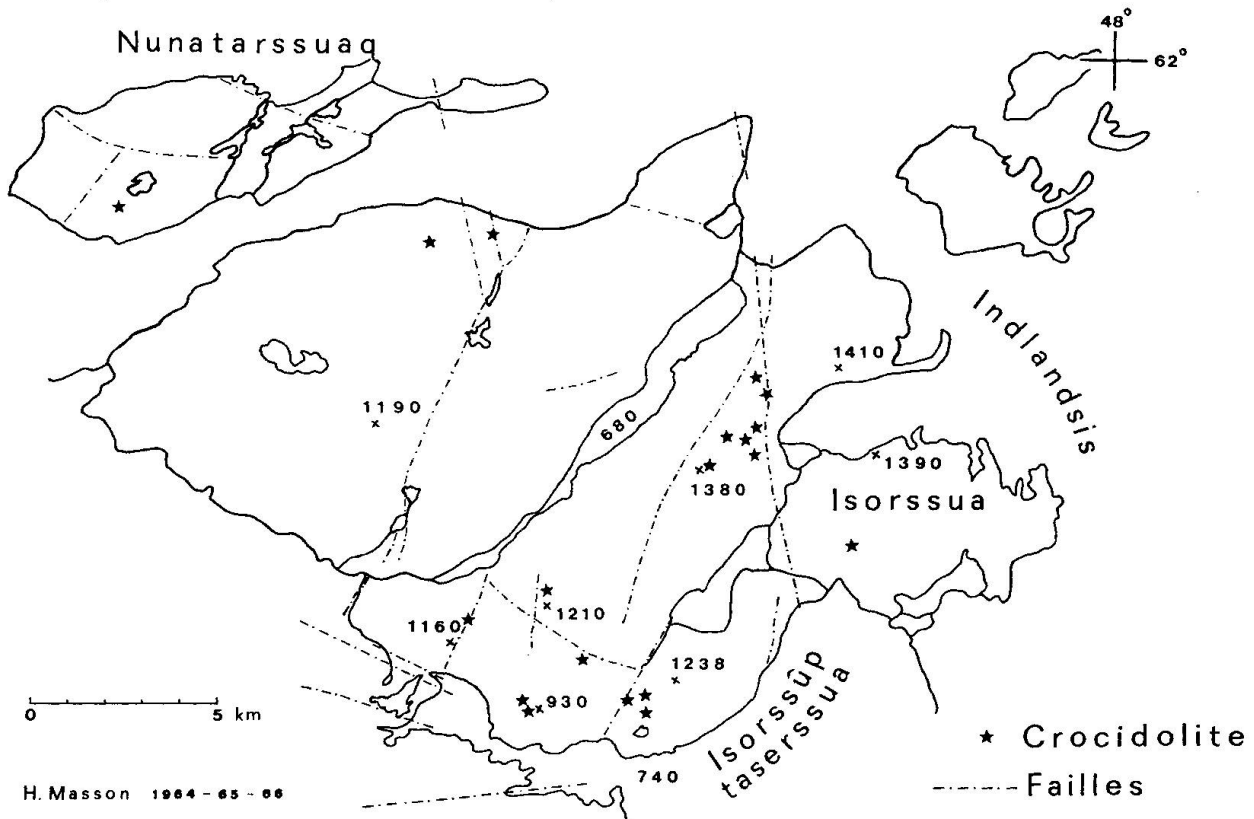 Nunatarssuaq
48°
62°
Indlandsis
1410
1190
680
1390
1380
Isorssua
1210
1160
1238
930
0 5 km
Isorssûp
taserssua
740
Crocidolite
Failles
H. Masson 1964-65-66